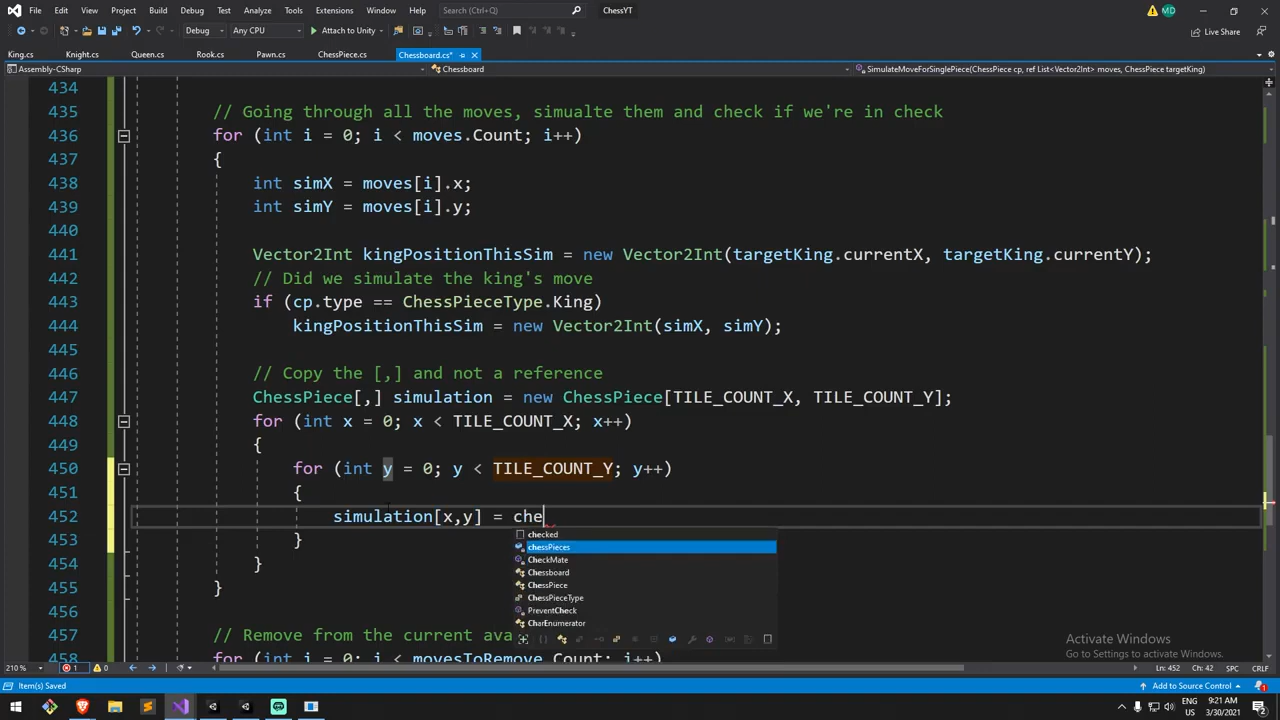 File Edit View Project Build Debug Test Analyze Tools Extensions Window Help Search (Ctrl+Q) ChessYT MD
Debug Any CPU Attach to Unity Live Share
King.cs Knight.cs Queen.cs Rook.cs Pawn.cs ChessPiece.cs Chessboard.cs*
Assembly-CSharp Chessboard SimulateMoveForSinglePiece(ChessPiece cp, ref List<Vector2Int> moves, ChessPiece targetKing)
434
435 // Going through all the moves, simualte them and check if we're in check
436 for (int i = 0; i < moves.Count; i++)
437 {
438 int simX = moves[i].x;
439 int simY = moves[i].y;
440
441 Vector2Int kingPositionThisSim = new Vector2Int(targetKing.currentX, targetKing.currentY);
442 // Did we simulate the king's move
443 if (cp.type == ChessPieceType.King)
444 kingPositionThisSim = new Vector2Int(simX, simY);
445
446 // Copy the [,] and not a reference
447 ChessPiece[,] simulation = new ChessPiece[TILE_COUNT_X, TILE_COUNT_Y];
448 for (int x = 0; x < TILE_COUNT_X; x++)
449 {
450 for (int y = 0; y < TILE_COUNT_Y; y++)
451 {
452 simulation[x,y] = che
checked
453 }
chessPieces
CheckMate
454 }
Chessboard
455 }
ChessPiece
ChessPieceType
456
PreventCheck
CharEnumerator
457 // Remove from the current ava
458 for (int i = 0; i < movesToRemove.Count; i++)
Activate Windows
Go to Settings to activate Windows.
210 % 1 0 Ln: 452 Ch: 42 SPC CRLF
Item(s) Saved Add to Source Control 1
ENG 9:21 AM
US 3/30/2021 2